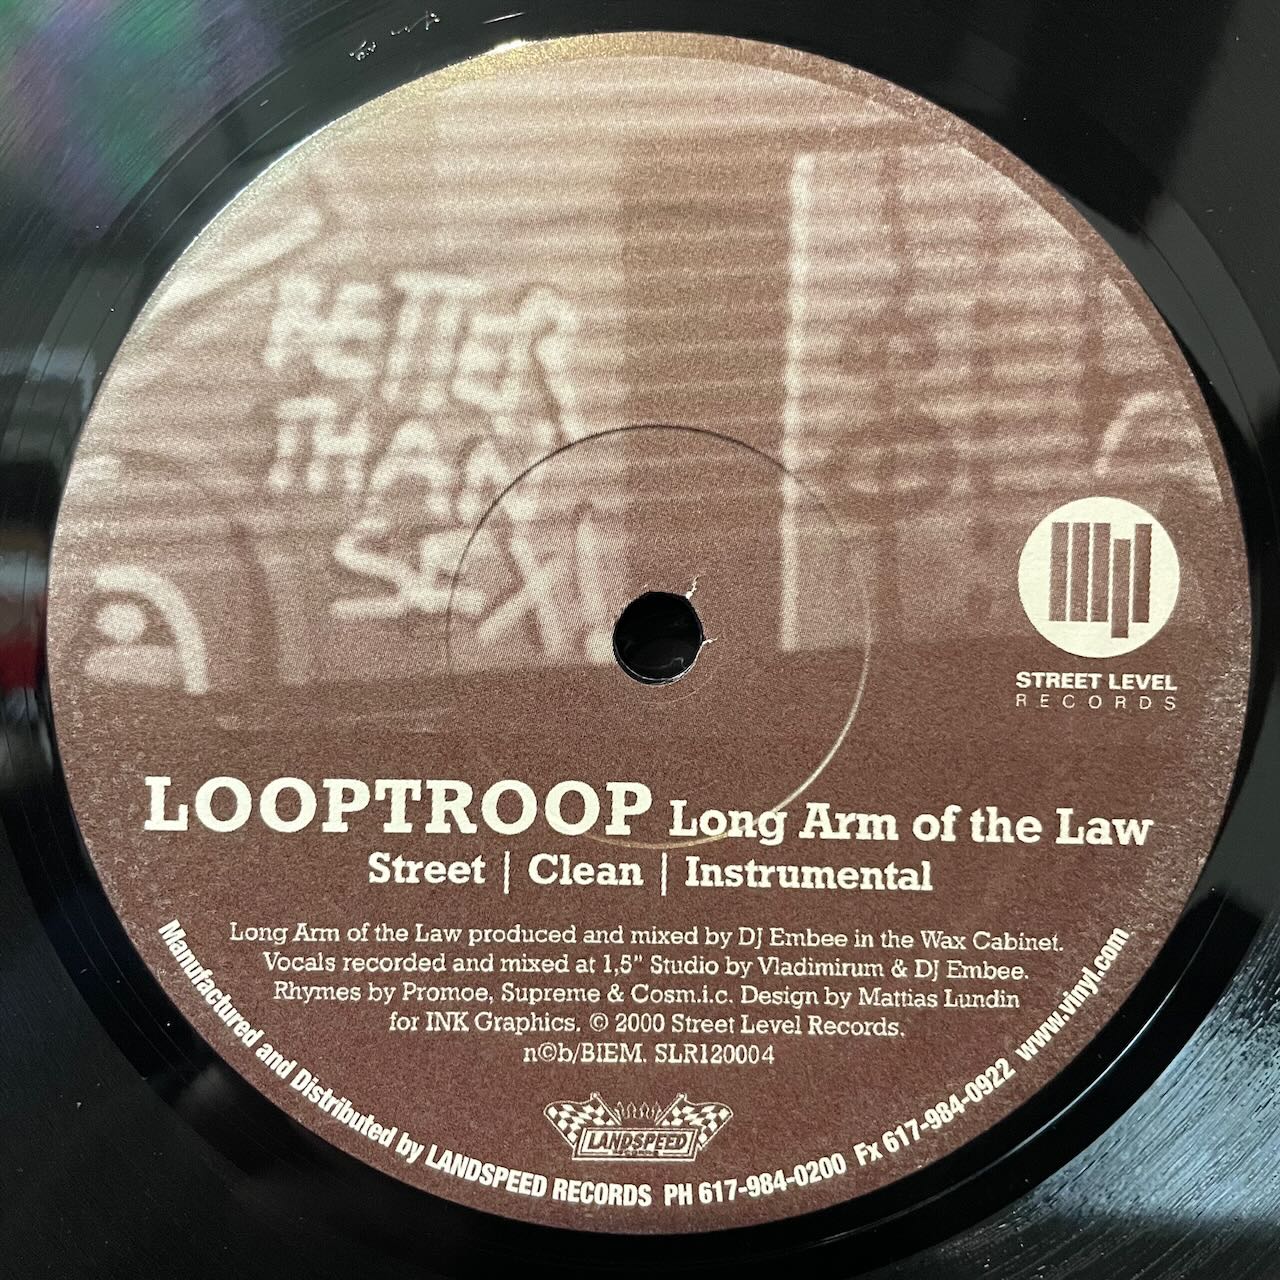 BETTER
THAN
SEX!
STREET LEVEL
RECORDS
LOOPTROOP Long Arm of the Law
Street | Clean | Instrumental
Long Arm of the Law produced and mixed by DJ Embee in the Wax Cabinet.
Vocals recorded and mixed at 1,5" Studio by Vladimirum & DJ Embee.
Rhymes by Promoe, Supreme & Cosm.i.c. Design by Mattias Lundin
for INK Graphics. © 2000 Street Level Records.
n©b/BIEM. SLR120004
LANDSPEED
Manufactured and Distributed by LANDSPEED RECORDS PH 617-984-0200 Fx 617-984-0922 www.vinyl.com